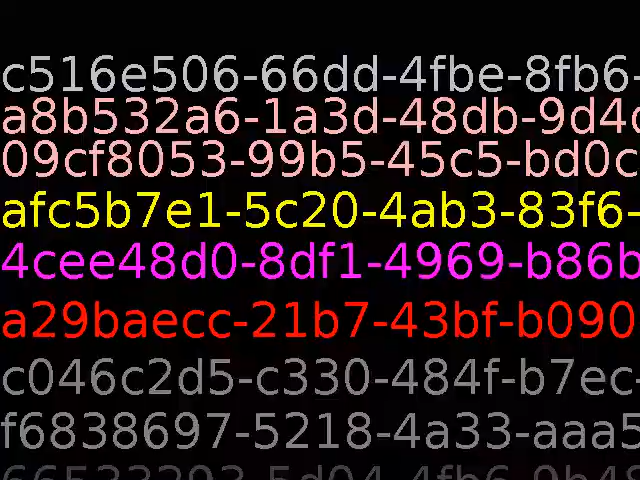 c516e506-66dd-4fbe-8fb6-
a8b532a6-1a3d-48db-9d4c
09cf8053-99b5-45c5-bd0c
afc5b7e1-5c20-4ab3-83f6-
4cee48d0-8df1-4969-b86b
a29baecc-21b7-43bf-b090
c046c2d5-c330-484f-b7ec-
f6838697-5218-4a33-aaa5